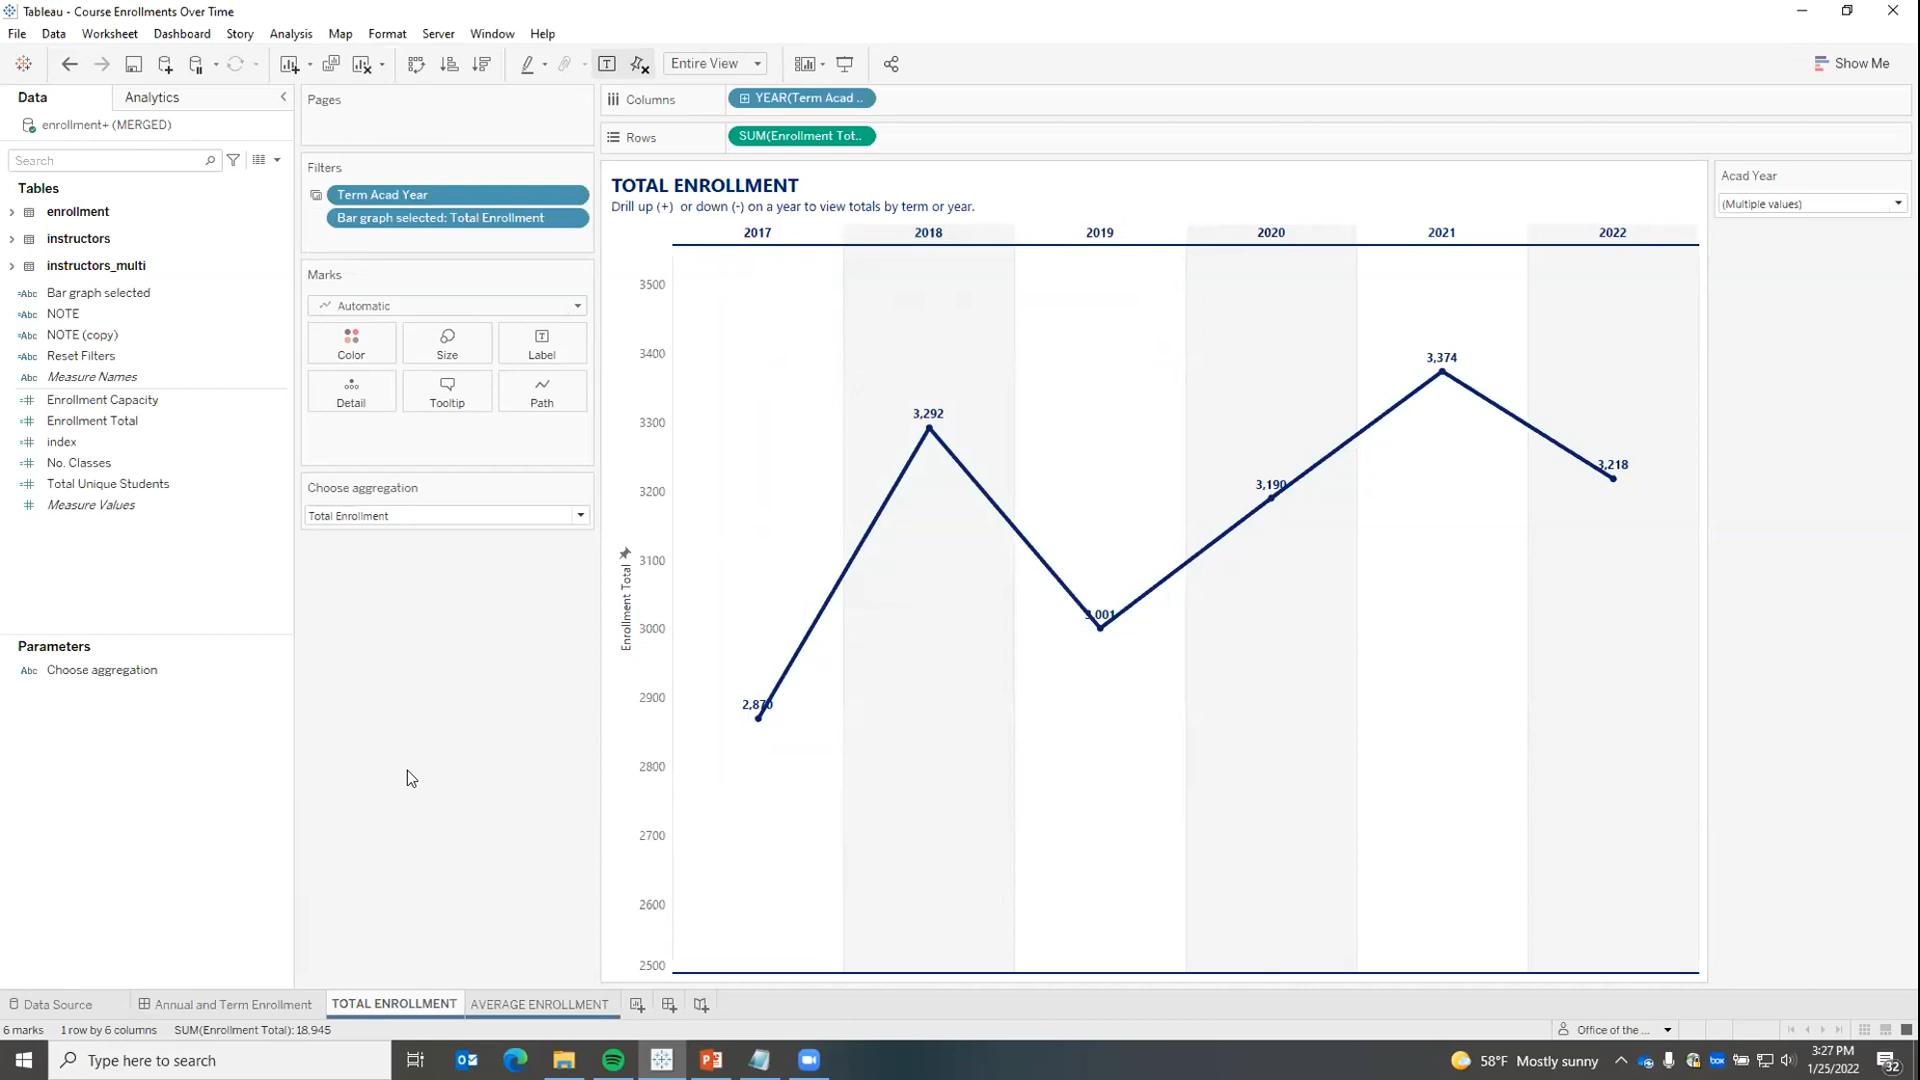 Tableau - Course Enrollments Over Time
File Data Worksheet Dashboard Story Analysis Map Format Server Window Help
Entire View
Show Me
Data Analytics
enrollment+ (MERGED)
Search
Tables
enrollment
instructors
instructors_multi
=Abc Bar graph selected
=Abc NOTE
=Abc NOTE (copy)
=Abc Reset Filters
Abc Measure Names
=# Enrollment Capacity
=# Enrollment Total
=# index
=# No. Classes
=# Total Unique Students
# Measure Values
Parameters
Abc Choose aggregation
Pages
Filters
Term Acad Year
Bar graph selected: Total Enrollment
Marks
Automatic
Color Size Label
Detail Tooltip Path
Choose aggregation
Total Enrollment
Columns YEAR(Term Acad ..
Rows SUM(Enrollment Tot..
TOTAL ENROLLMENT
Drill up (+) or down (-) on a year to view totals by term or year.
2017 2018 2019 2020 2021 2022
3500
3400
3300
3200
3100
3000
2900
2800
2700
2600
2500
Enrollment Total
2,870
3,292
3,001
3,190
3,374
3,218
Acad Year
(Multiple values)
Data Source Annual and Term Enrollment TOTAL ENROLLMENT AVERAGE ENROLLMENT
6 marks 1 row by 6 columns SUM(Enrollment Total): 18,945
Office of the ...
Type here to search
58°F Mostly sunny
3:27 PM
1/25/2022
32